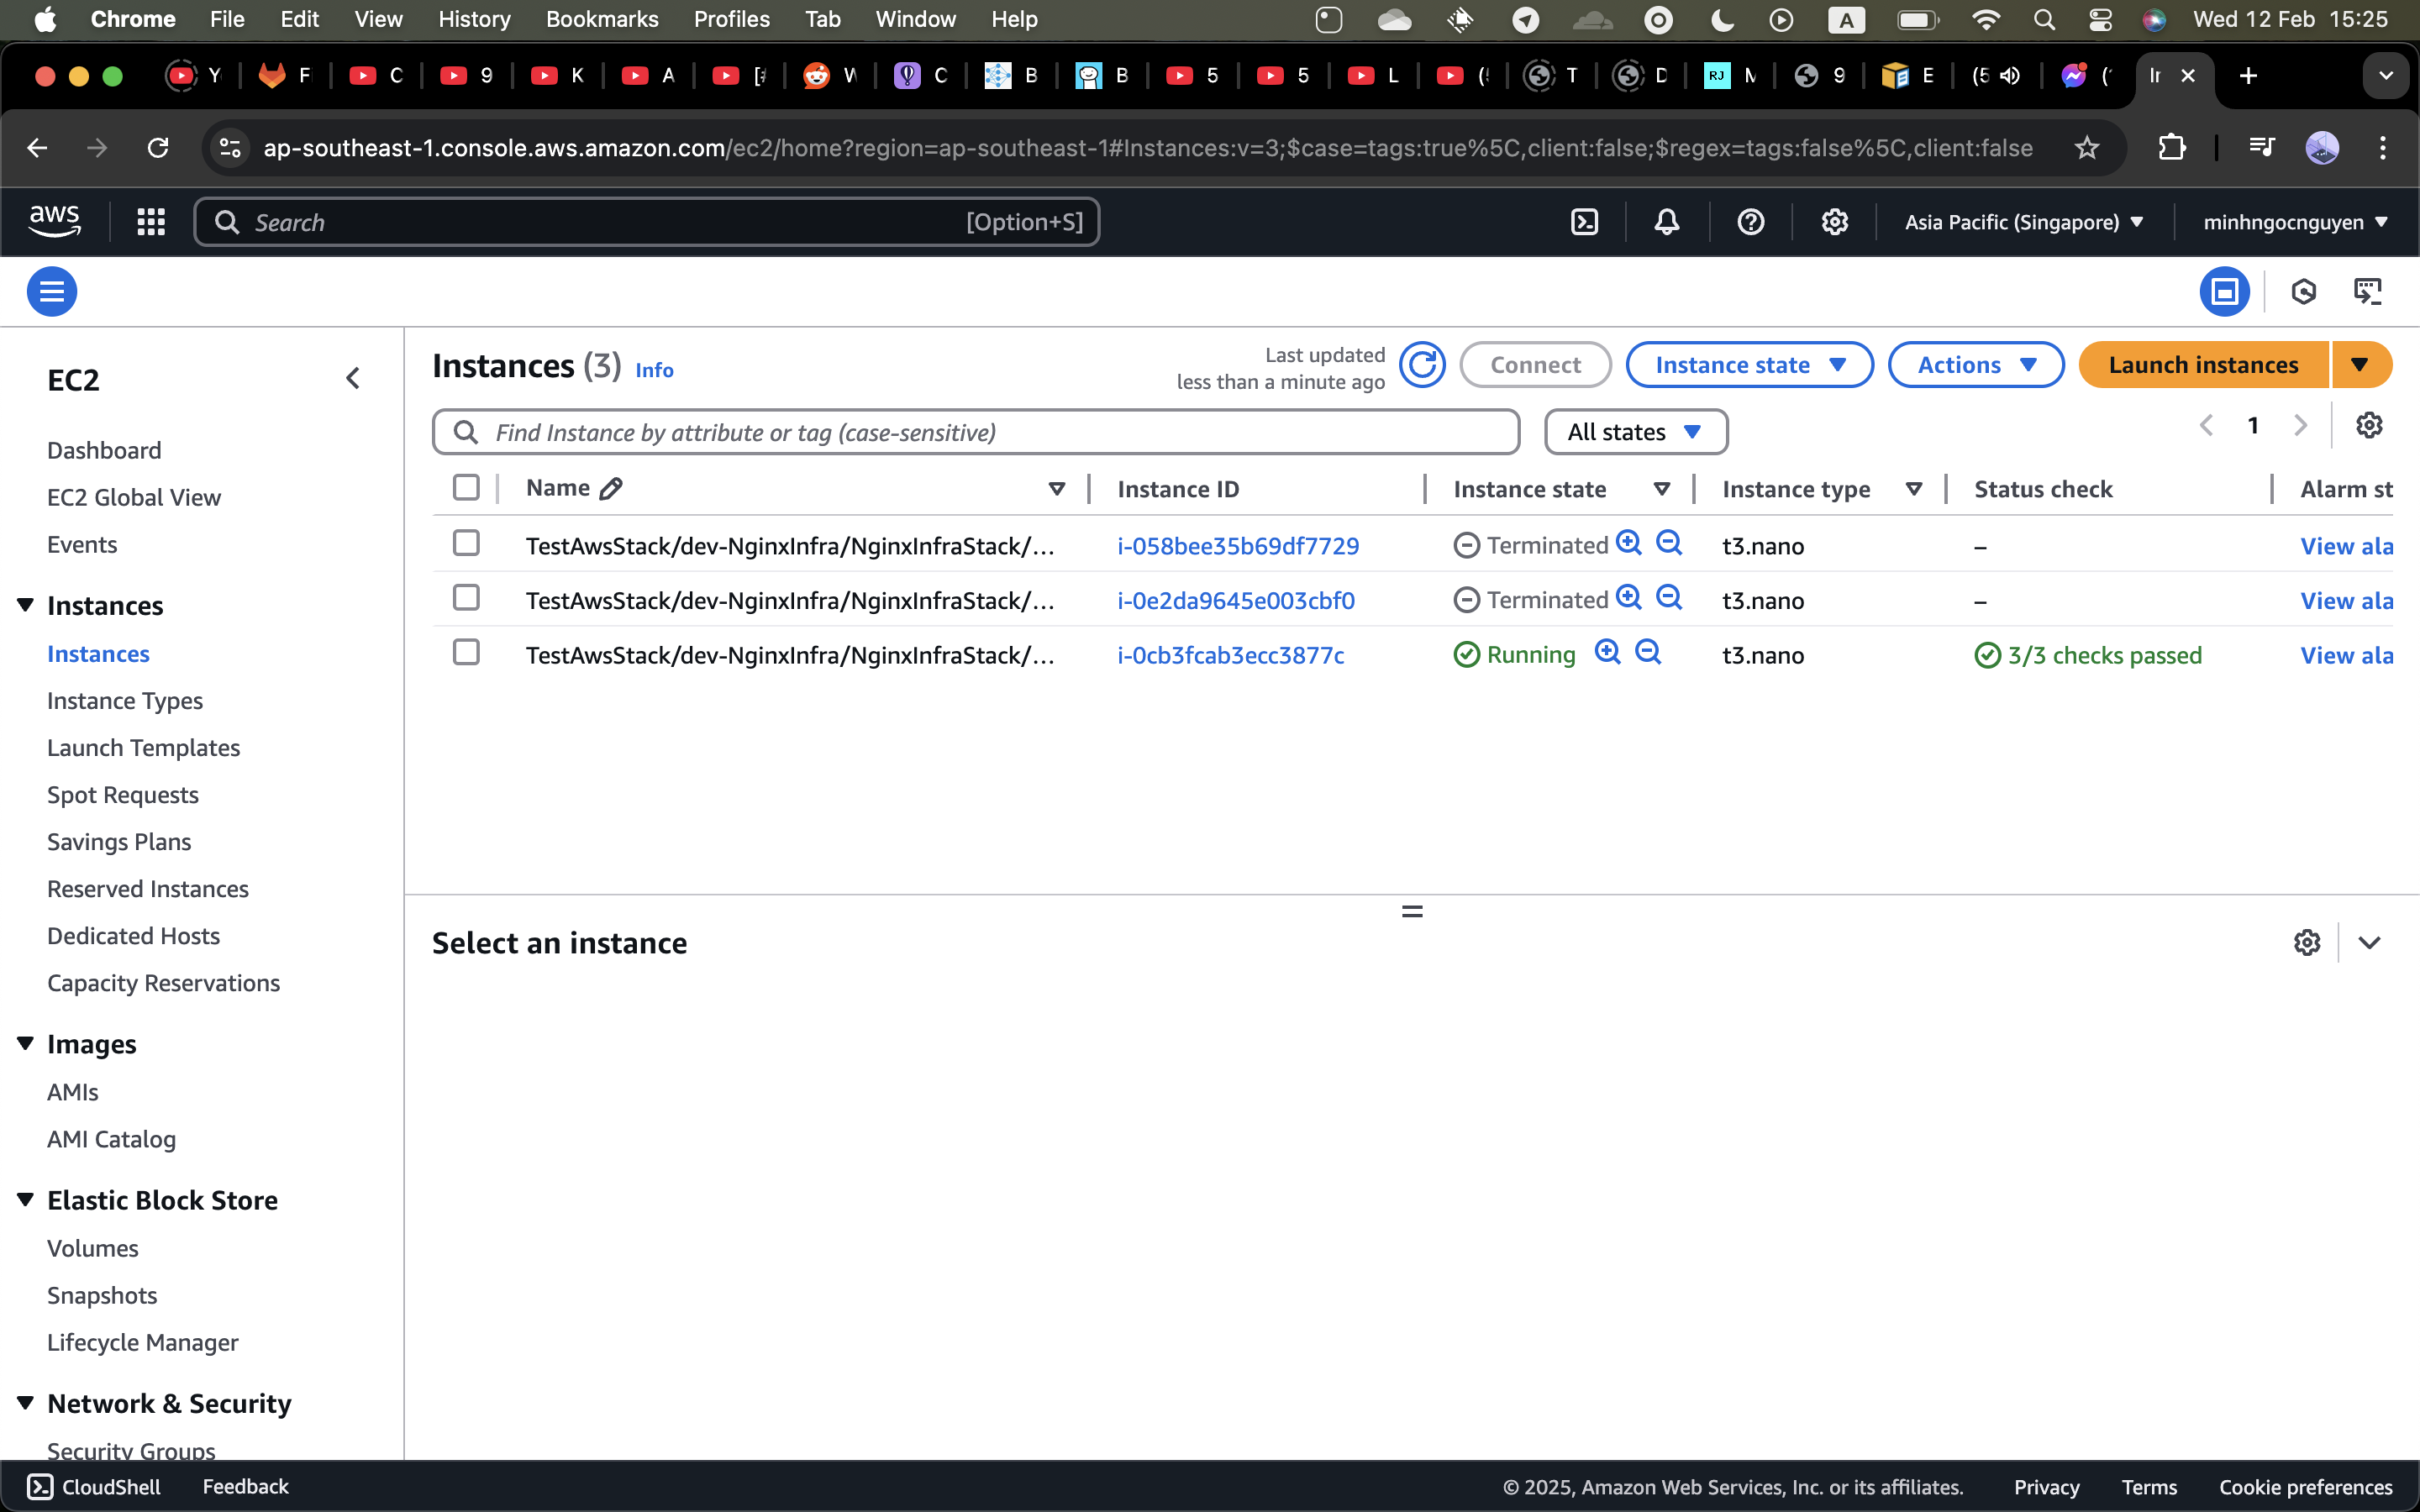 Chrome File Edit View History Bookmarks Profiles Tab Window Help A Wed 12 Feb 15:25
Y F C 9 K A W C B B 5 5 L T D RJ 9 E (5
ap-southeast-1.console.aws.amazon.com/ec2/home?region=ap-southeast-1#Instances:v=3;$case=tags:true%5C,client:false;$regex=tags:false%5C,client:false
aws Search [Option+S] Asia Pacific (Singapore) minhngocnguyen
EC2
Dashboard
EC2 Global View
Events
Instances
Instances
Instance Types
Launch Templates
Spot Requests
Savings Plans
Reserved Instances
Dedicated Hosts
Capacity Reservations
Images
AMIs
AMI Catalog
Elastic Block Store
Volumes
Snapshots
Lifecycle Manager
Network & Security
Security Groups
Instances (3) Info
Last updated
less than a minute ago
Connect Instance state Actions Launch instances
Find Instance by attribute or tag (case-sensitive) All states 1
Name Instance ID Instance state Instance type Status check Alarm st
TestAwsStack/dev-NginxInfra/NginxInfraStack/... i-058bee35b69df7729 Terminated t3.nano – View ala
TestAwsStack/dev-NginxInfra/NginxInfraStack/... i-0e2da9645e003cbf0 Terminated t3.nano – View ala
TestAwsStack/dev-NginxInfra/NginxInfraStack/... i-0cb3fcab3ecc3877c Running t3.nano 3/3 checks passed View ala
Select an instance
CloudShell Feedback © 2025, Amazon Web Services, Inc. or its affiliates. Privacy Terms Cookie preferences